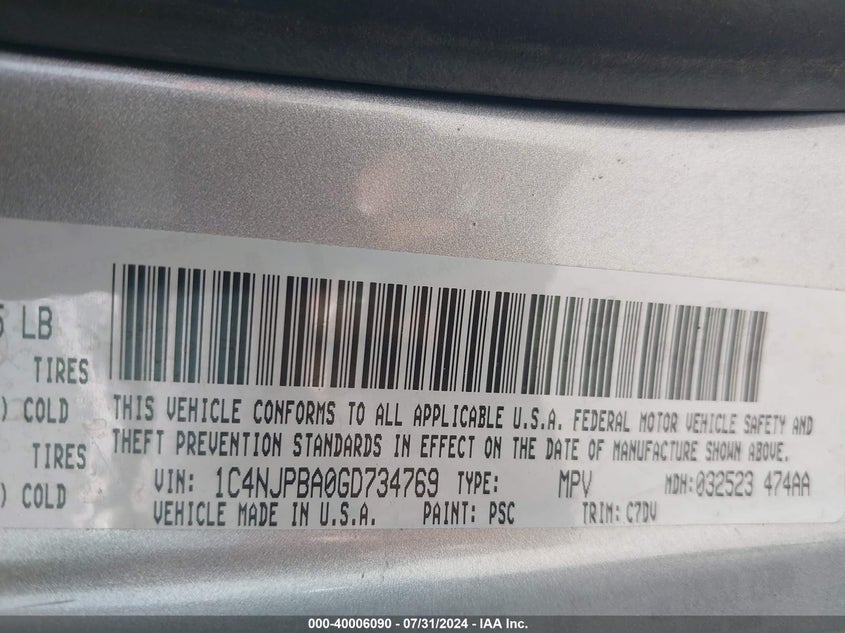 5 LB
TIRES
) COLD
TIRES
) COLD
THIS VEHICLE CONFORMS TO ALL APPLICABLE U.S.A. FEDERAL MOTOR VEHICLE SAFETY AND
THEFT PREVENTION STANDARDS IN EFFECT ON THE DATE OF MANUFACTURE SHOWN ABOVE.
VIN: 1C4NJPBA0GD734769 TYPE: MPV MDH:032523 474AA
VEHICLE MADE IN U.S.A. PAINT: PSC TRIM: C7DV
000-40006090 - 07/31/2024 - IAA Inc.